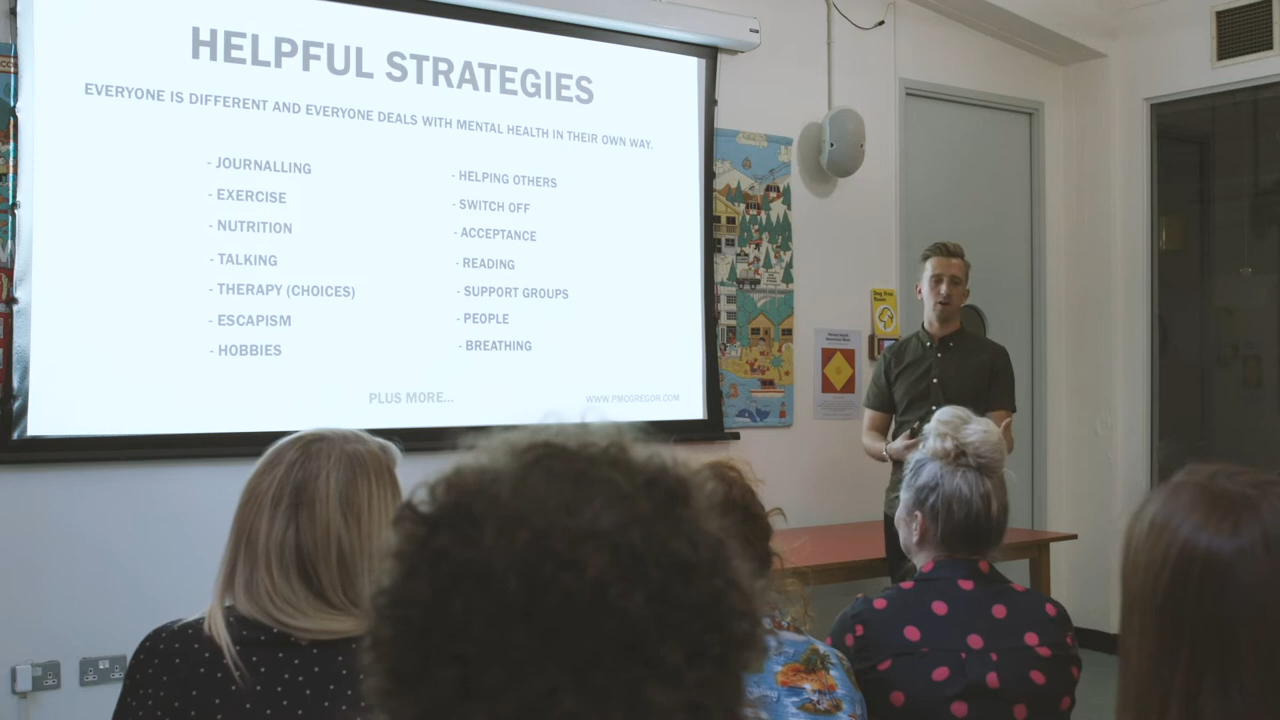 HELPFUL STRATEGIES
EVERYONE IS DIFFERENT AND EVERYONE DEALS WITH MENTAL HEALTH IN THEIR OWN WAY.
- JOURNALLING
- EXERCISE
- NUTRITION
- TALKING
- THERAPY (CHOICES)
- ESCAPISM
- HOBBIES
- HELPING OTHERS
- SWITCH OFF
- ACCEPTANCE
- READING
- SUPPORT GROUPS
- PEOPLE
- BREATHING
PLUS MORE...
WWW.PMOGREGOR.COM